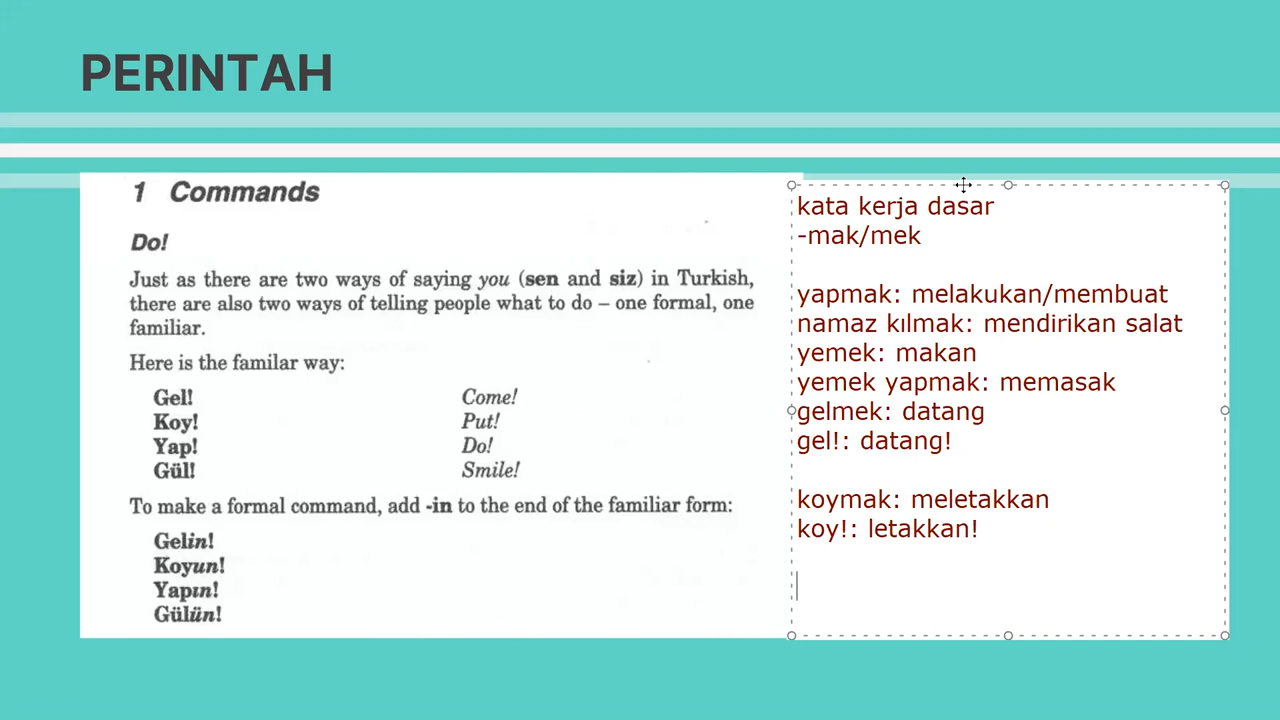 PERINTAH
1 Commands
Do!
Just as there are two ways of saying you (sen and siz) in Turkish,
there are also two ways of telling people what to do – one formal, one
familiar.
Here is the familar way:
Gel! Come!
Koy! Put!
Yap! Do!
Gül! Smile!
To make a formal command, add -in to the end of the familiar form:
Gelin!
Koyun!
Yapın!
Gülün!
kata kerja dasar
-mak/mek
yapmak: melakukan/membuat
namaz kılmak: mendirikan salat
yemek: makan
yemek yapmak: memasak
gelmek: datang
gel!: datang!
koymak: meletakkan
koy!: letakkan!